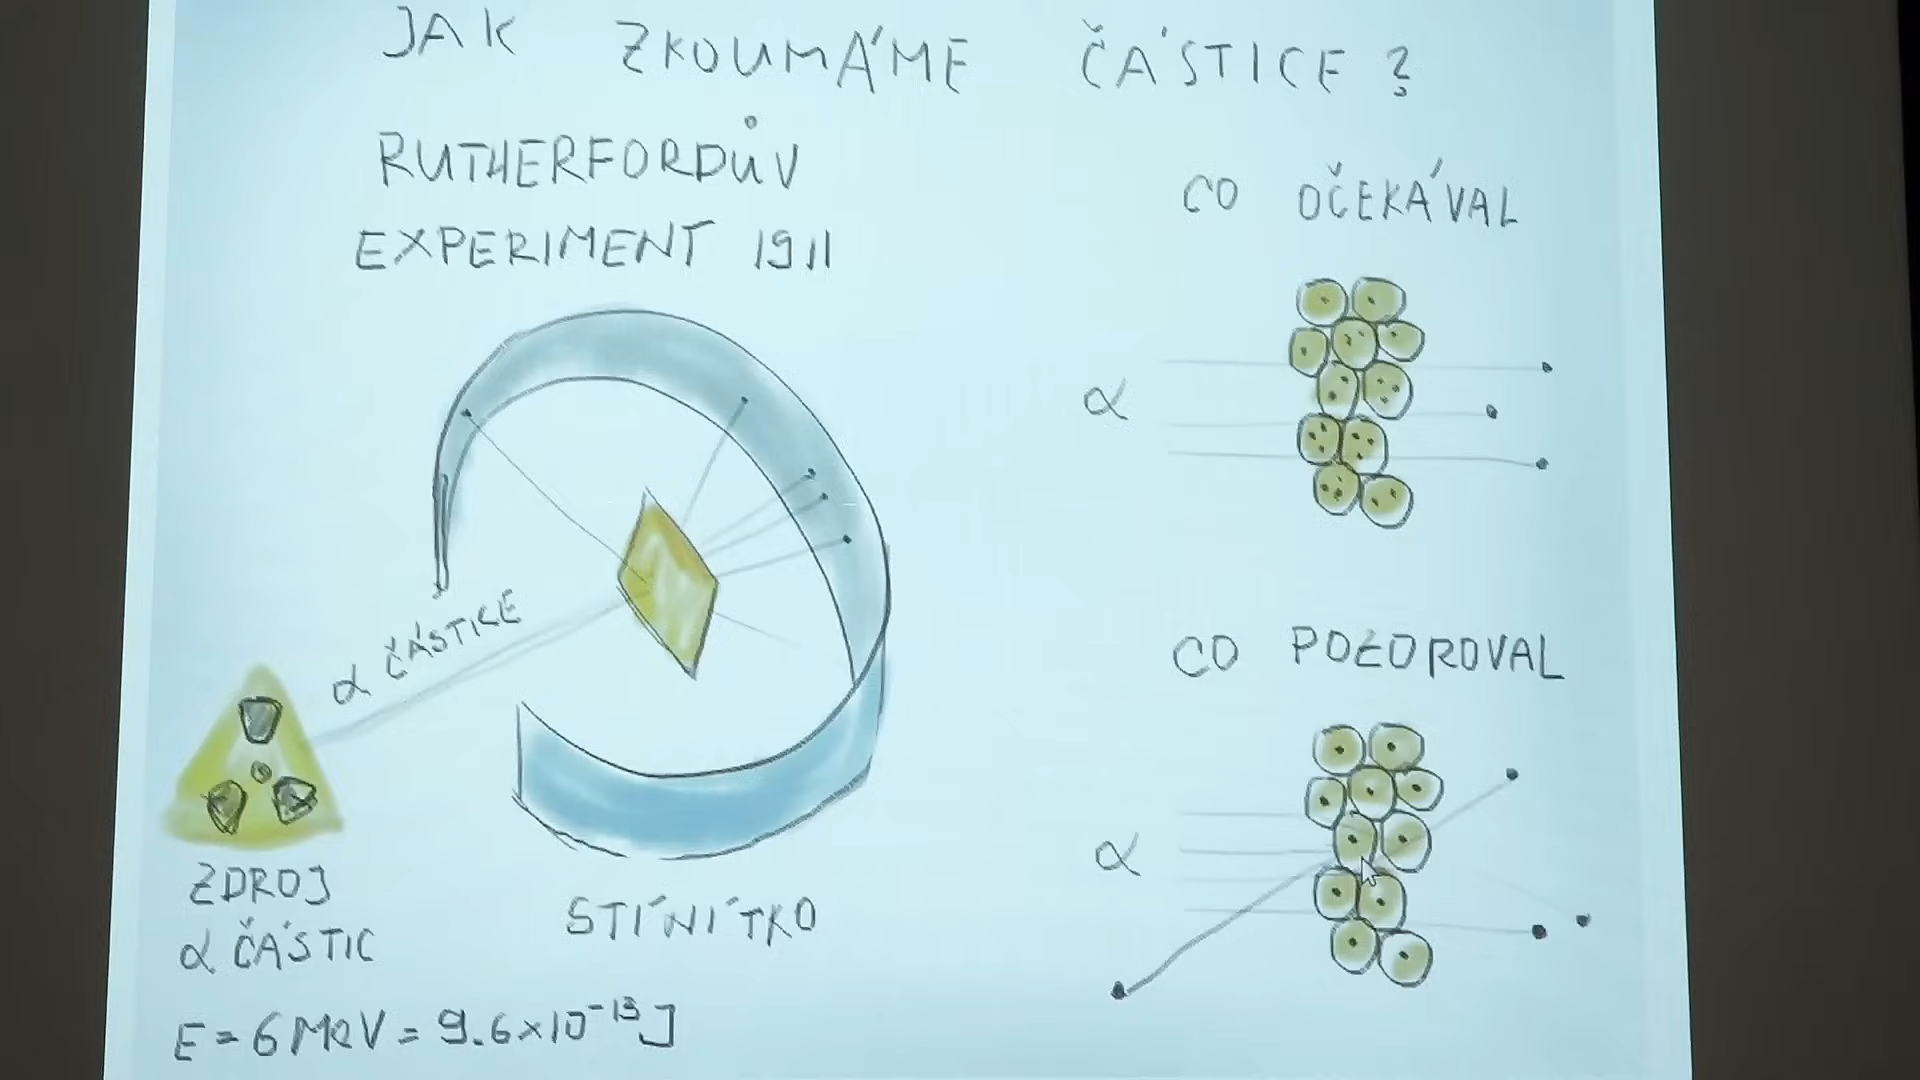 JAK ZKOUMÁME ČÁSTICE?
RUTHERFORDŮV
EXPERIMENT 1911
α ČÁSTICE
ZDROJ
α ČÁSTIC
E = 6 MeV = 9.6×10⁻¹³ J
STÍNÍTKO
CO OČEKÁVAL
α
CO POZOROVAL
α